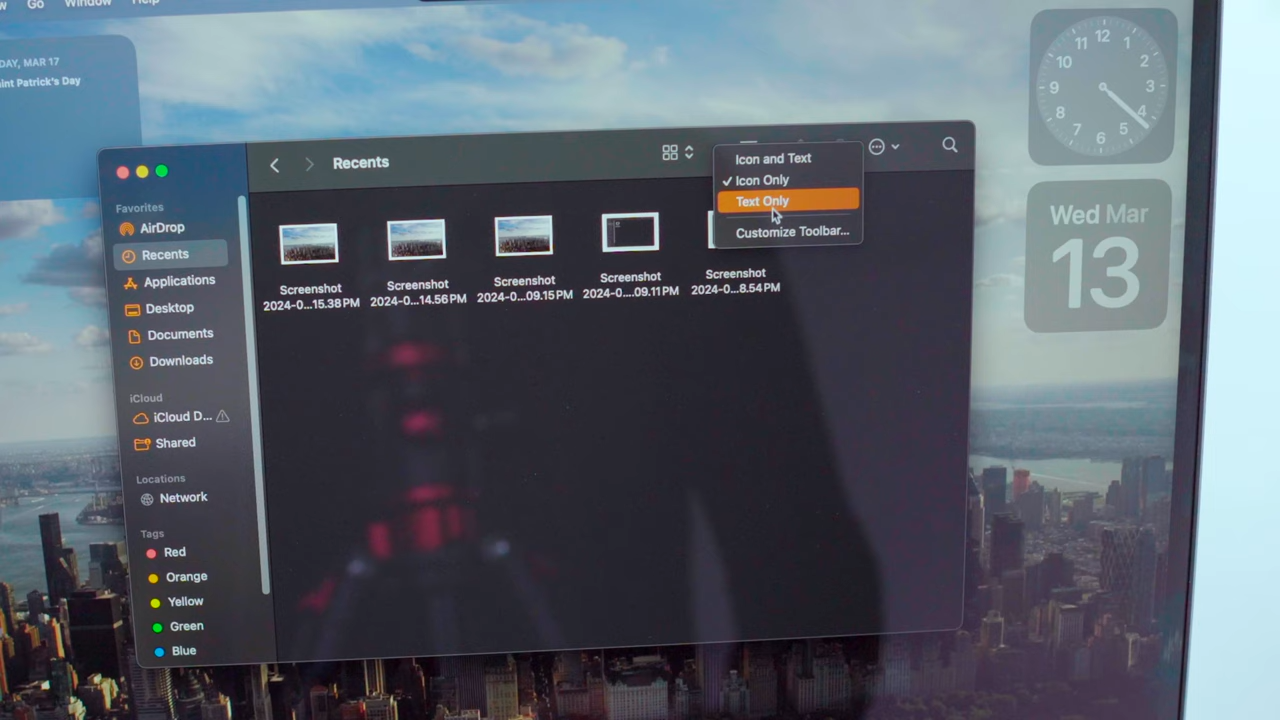 Go Window Help
DAY, MAR 17
aint Patrick's Day
Recents
Favorites
AirDrop
Recents
Applications
Desktop
Documents
Downloads
iCloud
iCloud D...
Shared
Locations
Network
Tags
Red
Orange
Yellow
Green
Blue
Icon and Text
✓ Icon Only
Text Only
Customize Toolbar...
Screenshot
2024-0...15.38 PM
Screenshot
2024-0...14.56 PM
Screenshot
2024-0...09.15 PM
Screenshot
2024-0....09.11 PM
Screenshot
2024-0...8.54 PM
12
1
2
3
4
5
6
7
8
9
10
11
Wed Mar
13